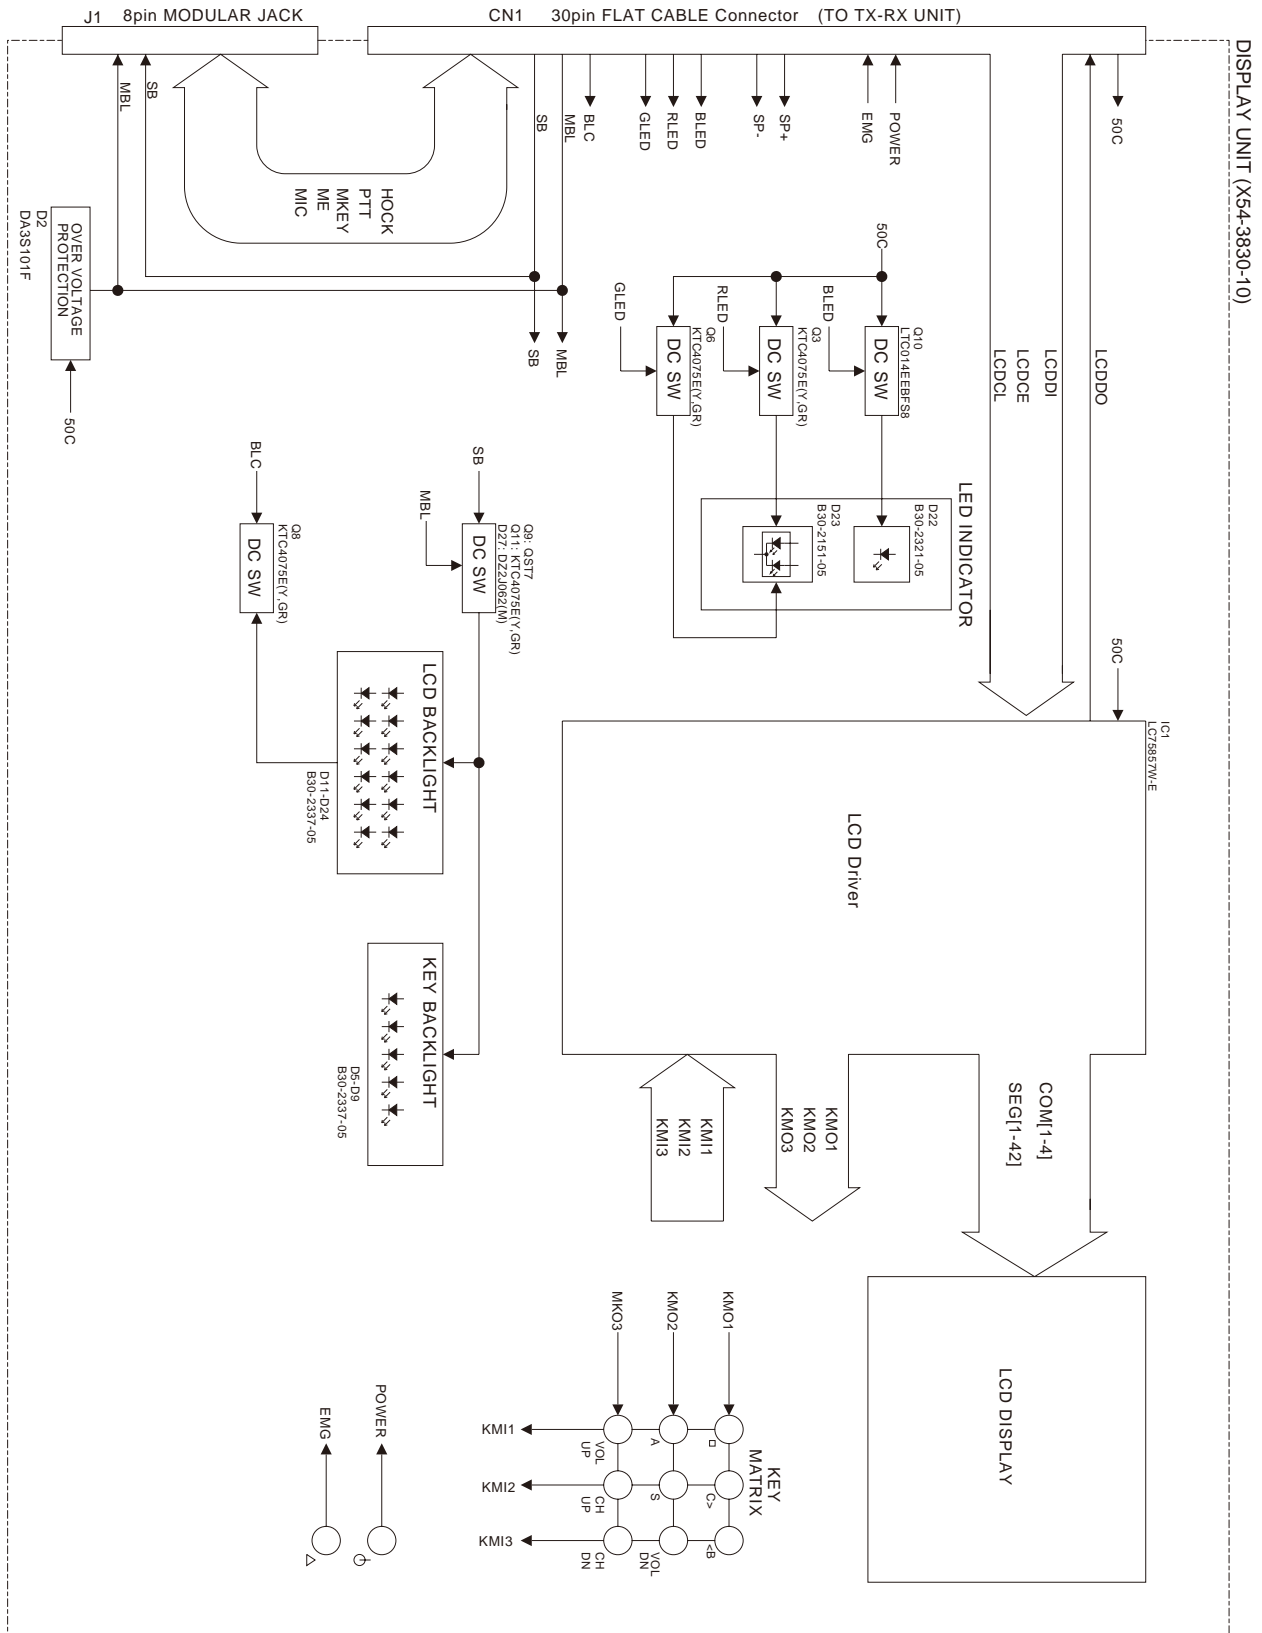 DISPLAY UNIT (X54-3830-10)
J1
8pin MODULAR JACK
CN1
30pin FLAT CABLE Connector
(TO TX-RX UNIT)
MBL
SB
SB
MBL
BLC
GLED
RLED
BLED
SP-
SP+
EMG
POWER
50C
HOCK
PTT
MKEY
ME
MIC
OVER VOLTAGE
PROTECTION
D2
DA3S101F
50C
SB
MBL
50C
GLED
RLED
BLED
DC SW
Q6
KTC4075E(Y,GR)
DC SW
Q3
KTC4075E(Y,GR)
DC SW
Q10
LTC014EEBFS8
LCDDO
LCDDI
LCDCE
LCDCL
LED INDICATOR
D22
B30-2321-05
D23
B30-2151-05
BLC
DC SW
Q8
KTC4075E(Y,GR)
SB
MBL
DC SW
Q9: QST7
Q11: KTC4075E(Y,GR)
D27: DZ2J062(M)
50C
IC1
LC75857W-E
LCD Driver
LCD BACKLIGHT
D11-D24
B30-2337-05
KEY BACKLIGHT
D5-D9
B30-2337-05
KMI1
KMI2
KMI3
KMO1
KMO2
KMO3
COM[1-4]
SEG[1-42]
LCD DISPLAY
KMO1
KMO2
MKO3
KEY
MATRIX
□
C>
<B
A
S
VOL
DN
VOL
UP
CH
UP
CH
DN
KMI1
KMI2
KMI3
POWER
EMG